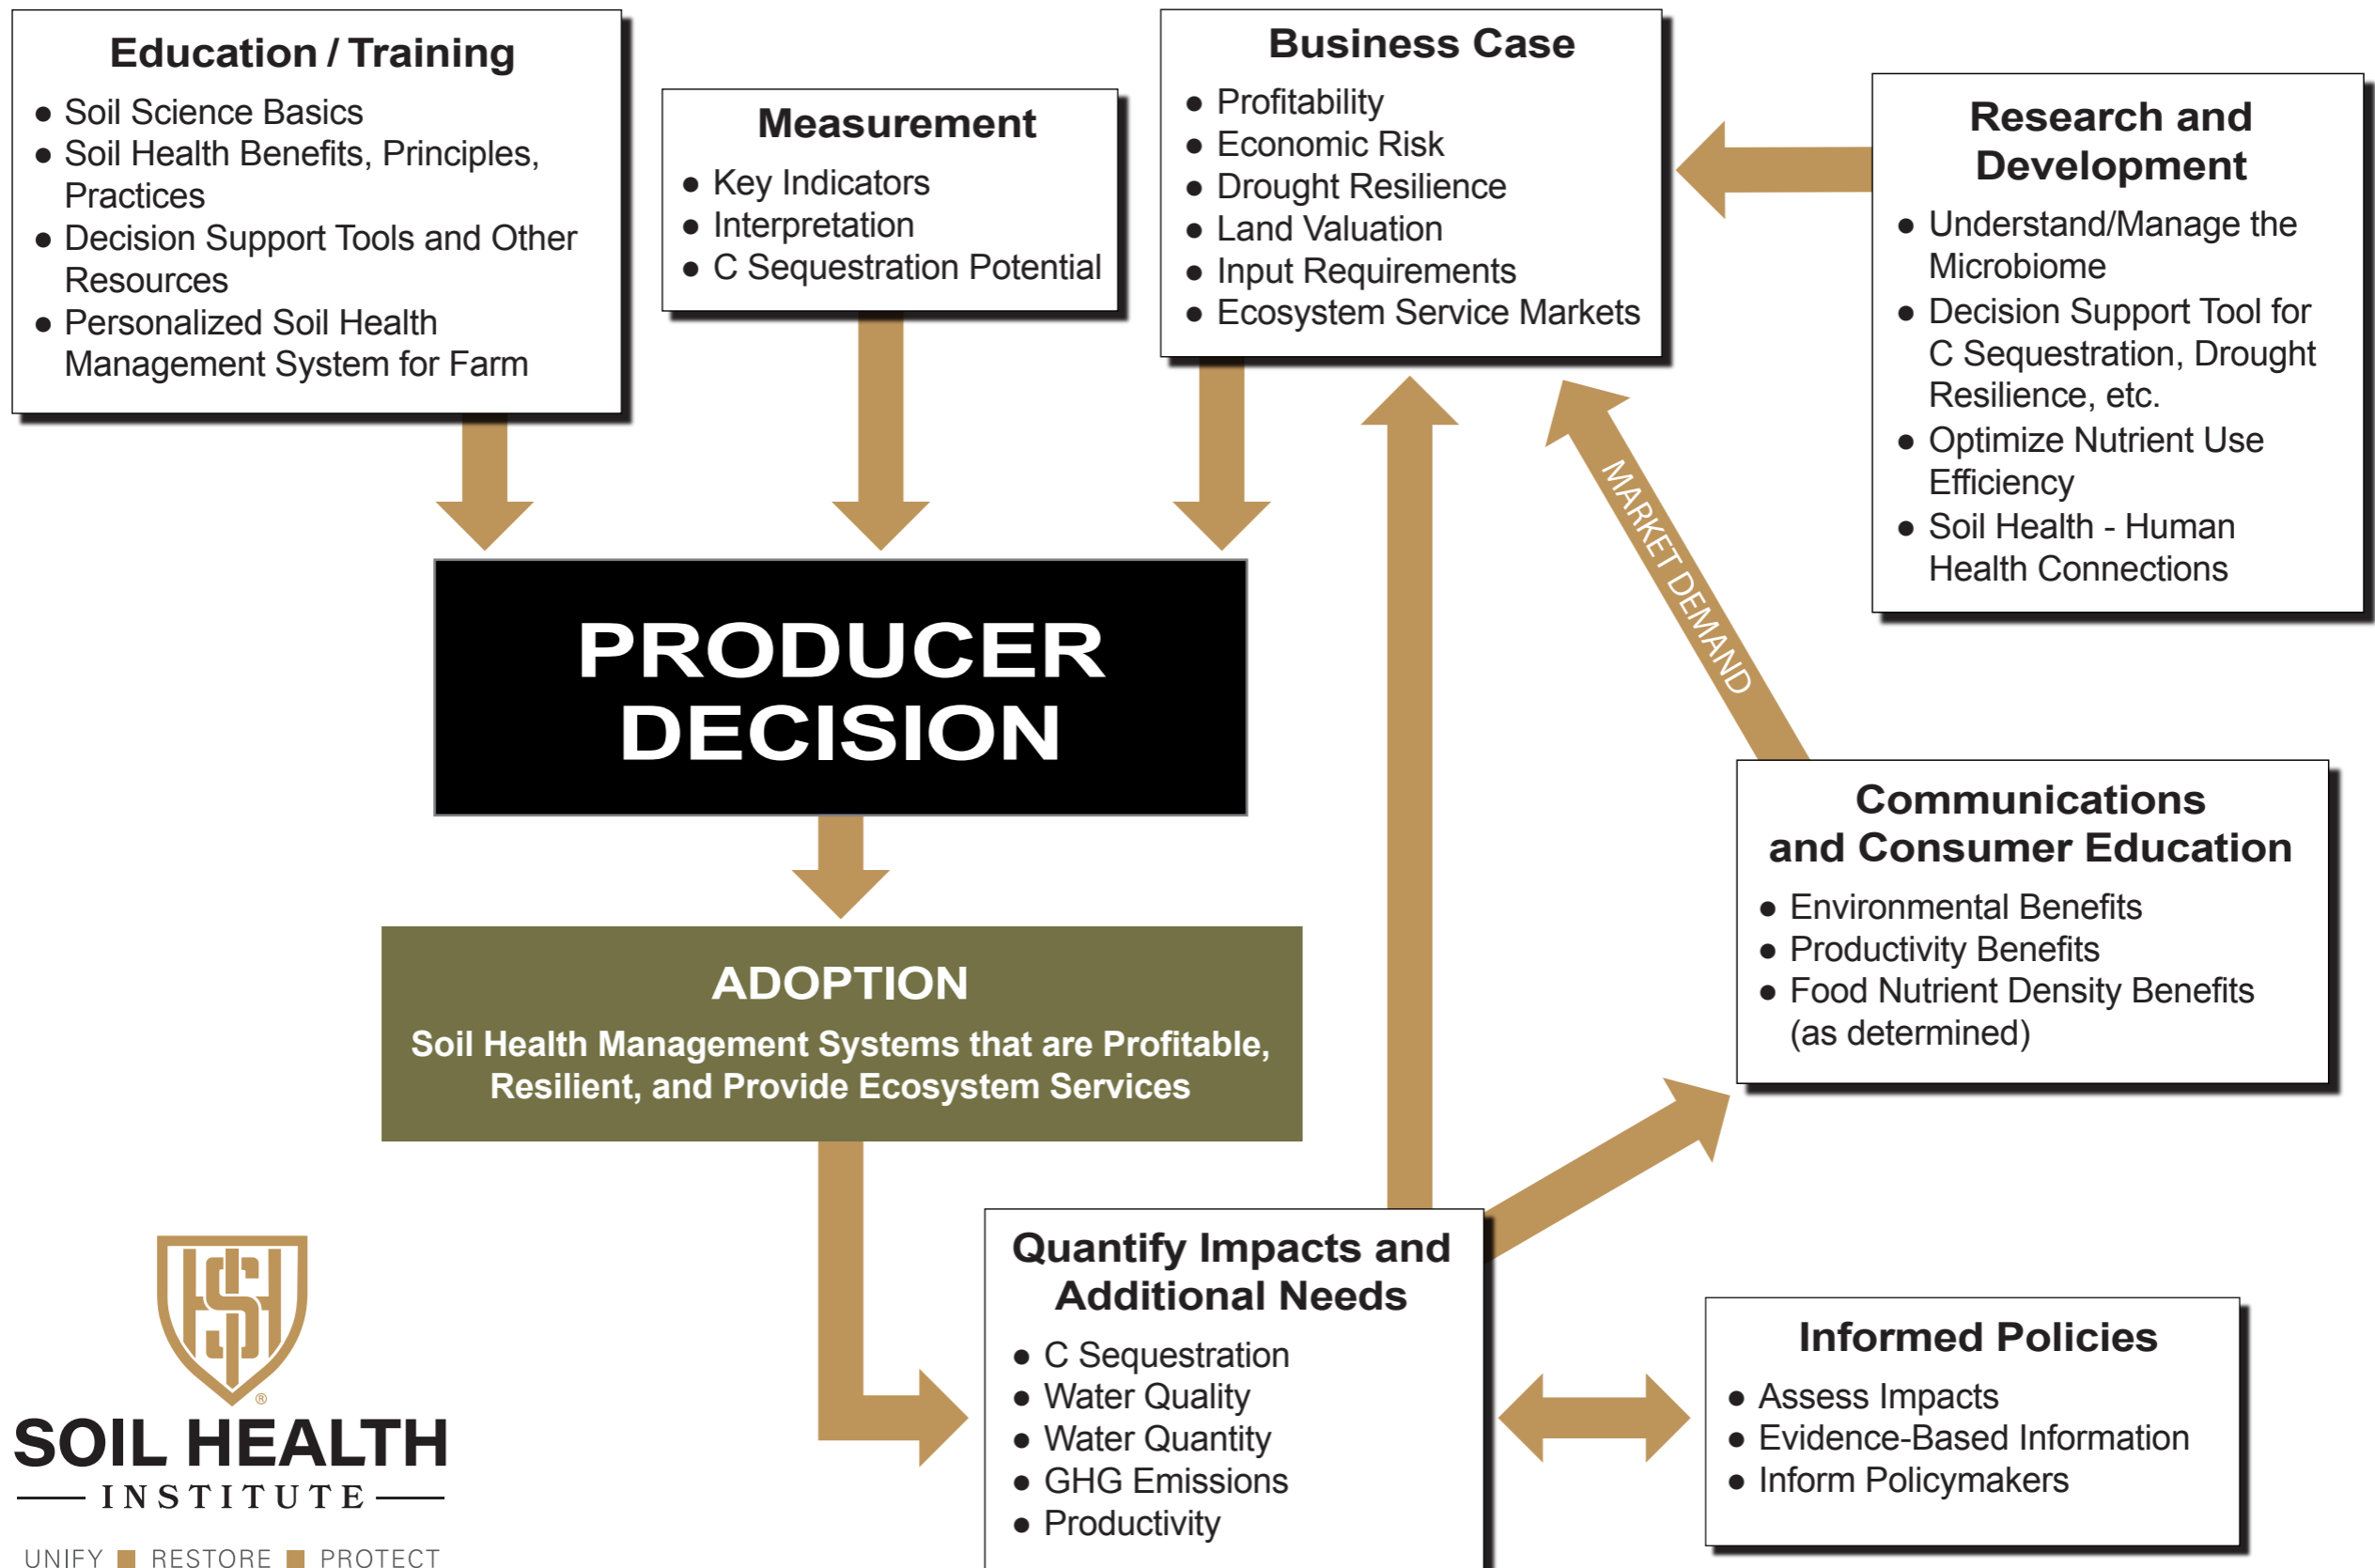 Education / Training
● Soil Science Basics
● Soil Health Benefits, Principles,
Practices
● Decision Support Tools and Other
Resources
● Personalized Soil Health
Management System for Farm
Measurement
● Key Indicators
● Interpretation
● C Sequestration Potential
Business Case
● Profitability
● Economic Risk
● Drought Resilience
● Land Valuation
● Input Requirements
● Ecosystem Service Markets
Research and
Development
● Understand/Manage the
Microbiome
● Decision Support Tool for
C Sequestration, Drought
Resilience, etc.
● Optimize Nutrient Use
Efficiency
● Soil Health - Human
Health Connections
MARKET DEMAND
PRODUCER
DECISION
Communications
and Consumer Education
● Environmental Benefits
● Productivity Benefits
● Food Nutrient Density Benefits
(as determined)
ADOPTION
Soil Health Management Systems that are Profitable,
Resilient, and Provide Ecosystem Services
Quantify Impacts and
Additional Needs
● C Sequestration
● Water Quality
● Water Quantity
● GHG Emissions
● Productivity
Informed Policies
● Assess Impacts
● Evidence-Based Information
● Inform Policymakers
SHI
®
SOIL HEALTH
INSTITUTE
UNIFY ■ RESTORE ■ PROTECT